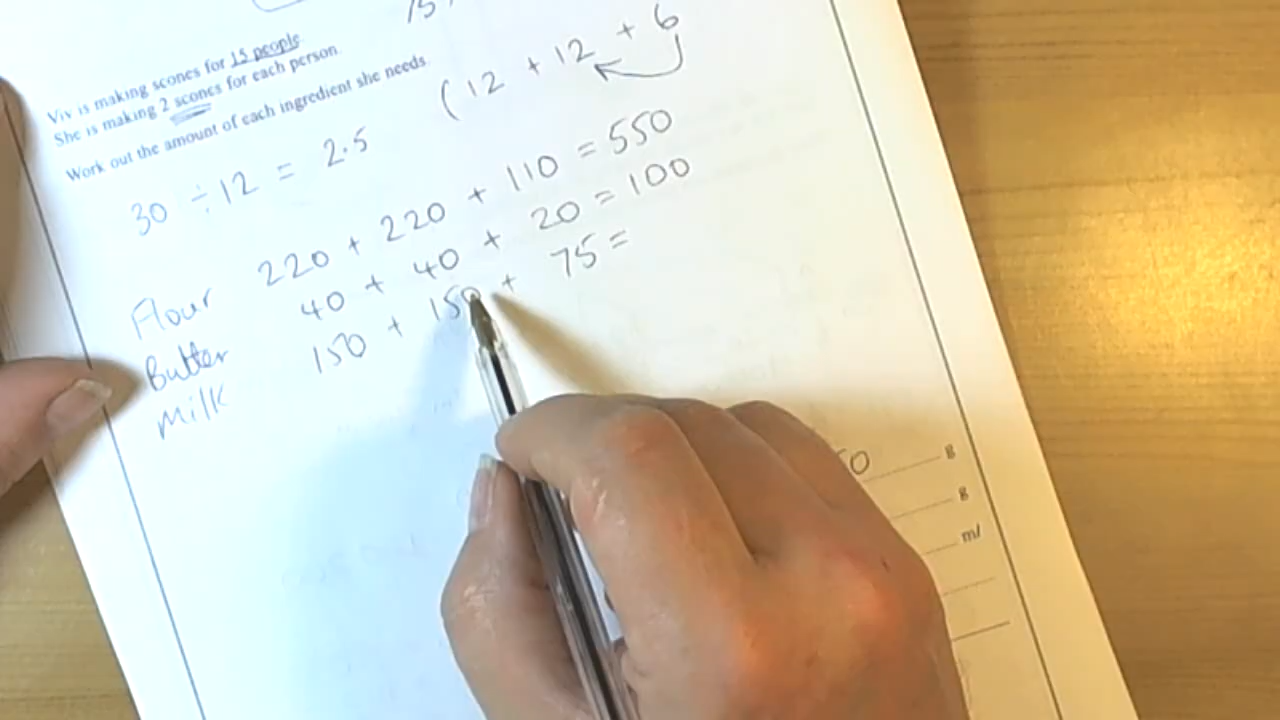 Viv is making scones for 15 people.
She is making 2 scones for each person.
Work out the amount of each ingredient she needs.
(12 + 12 + 6
30 ÷ 12 = 2.5
Flour 220 + 220 + 110 = 550
Butter 40 + 40 + 20 = 100
Milk 150 + 150 + 75 =
g
g
ml